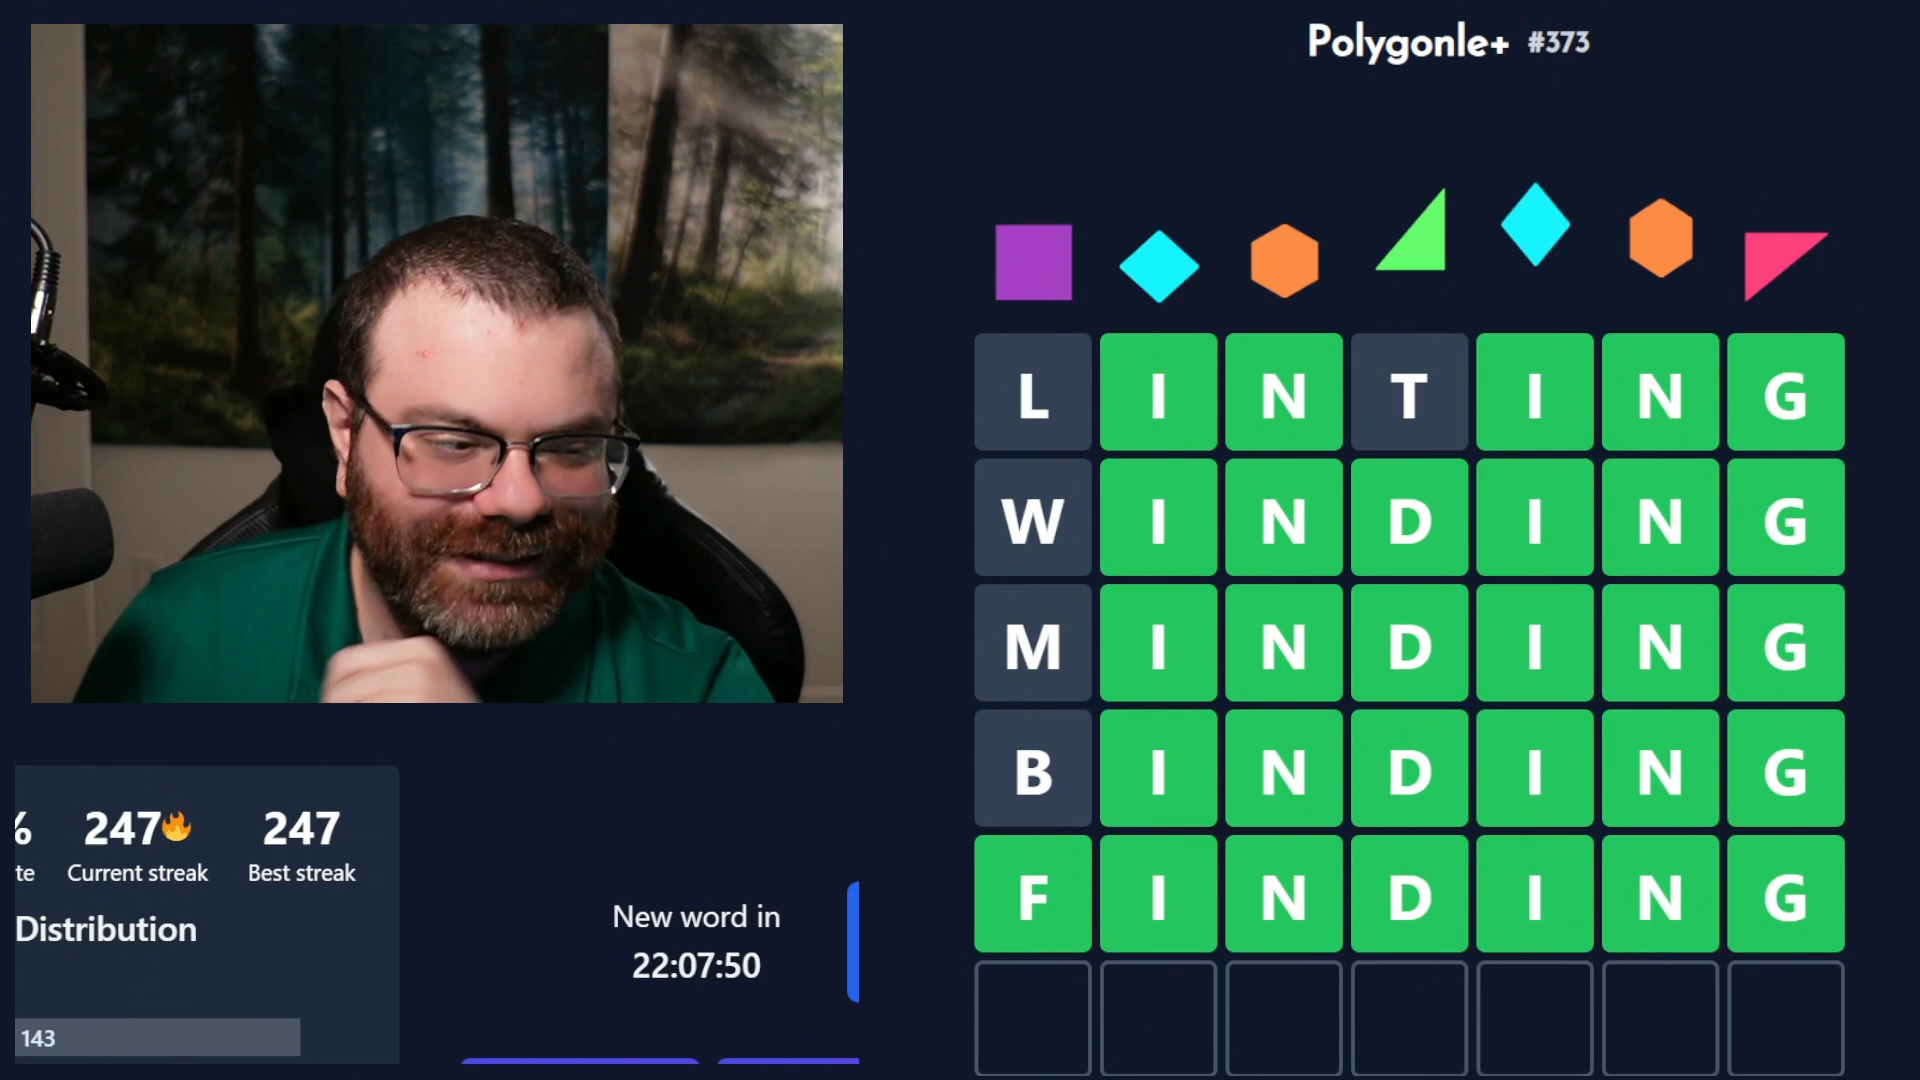 Polygonle+ #373
LINTING
WINDING
MINDING
BINDING
FINDING
% 247🔥 247
te Current streak Best streak
Distribution
143
New word in
22:07:50